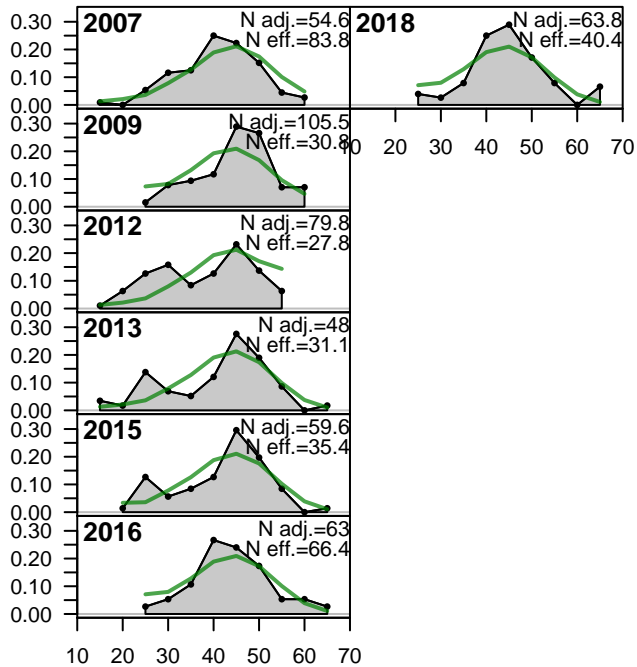 2007
N adj.=54.6
N eff.=83.8
0.30
0.20
0.10
0.00
2018
N adj.=63.8
N eff.=40.4
10 20 30 40 50 60 70
2009
N adj.=105.5
N eff.=30.8
0.30
0.20
0.10
0.00
2012
N adj.=79.8
N eff.=27.8
0.30
0.20
0.10
0.00
2013
N adj.=48
N eff.=31.1
0.30
0.20
0.10
0.00
2015
N adj.=59.6
N eff.=35.4
0.30
0.20
0.10
0.00
2016
N adj.=63
N eff.=66.4
0.30
0.20
0.10
0.00
10 20 30 40 50 60 70